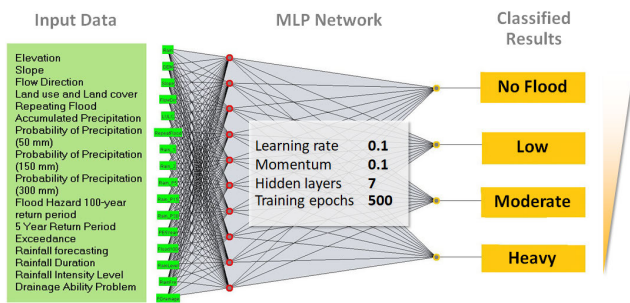 Input Data
MLP Network
Classified
Results
Elevation
Slope
Flow Direction
Land use and Land cover
Repeating Flood
Accumulated Precipitation
Probability of Precipitation
(50 mm)
Probability of Precipitation
(150 mm)
Probability of Precipitation
(300 mm)
Flood Hazard 100-year
return period
5 Year Return Period
Exceedance
Rainfall forecasting
Rainfall Duration
Rainfall Intensity Level
Drainage Ability Problem
Learning rate 0.1
Momentum 0.1
Hidden layers 7
Training epochs 500
No Flood
Low
Moderate
Heavy